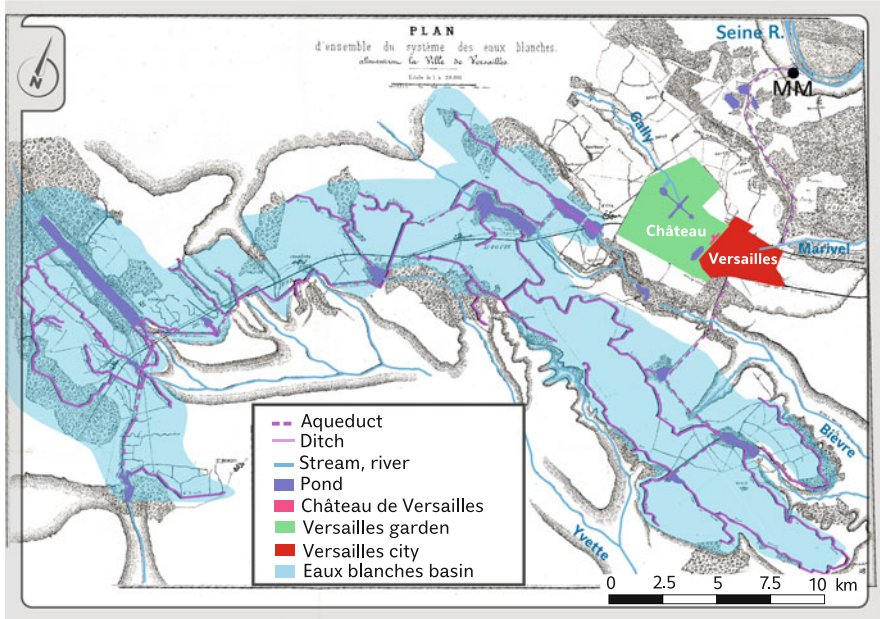 PLAN
d'ensemble du système des eaux blanches.
alimentant la Ville de Versailles.
N
Seine R.
MM
Gally
Château
Versailles
Marivel
Bièvre
Yvette
Aqueduct
Ditch
Stream, river
Pond
Château de Versailles
Versailles garden
Versailles city
Eaux blanches basin
0 2.5 5 7.5 10 km